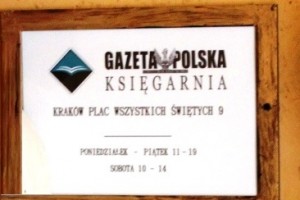 GAZETA POLSKA
KSIĘGARNIA
KRAKÓW PLAC WSZYSTKICH ŚWIĘTYCH 9
PONIEDZIAŁEK - PIĄTEK 11-19
SOBOTA 10 - 14